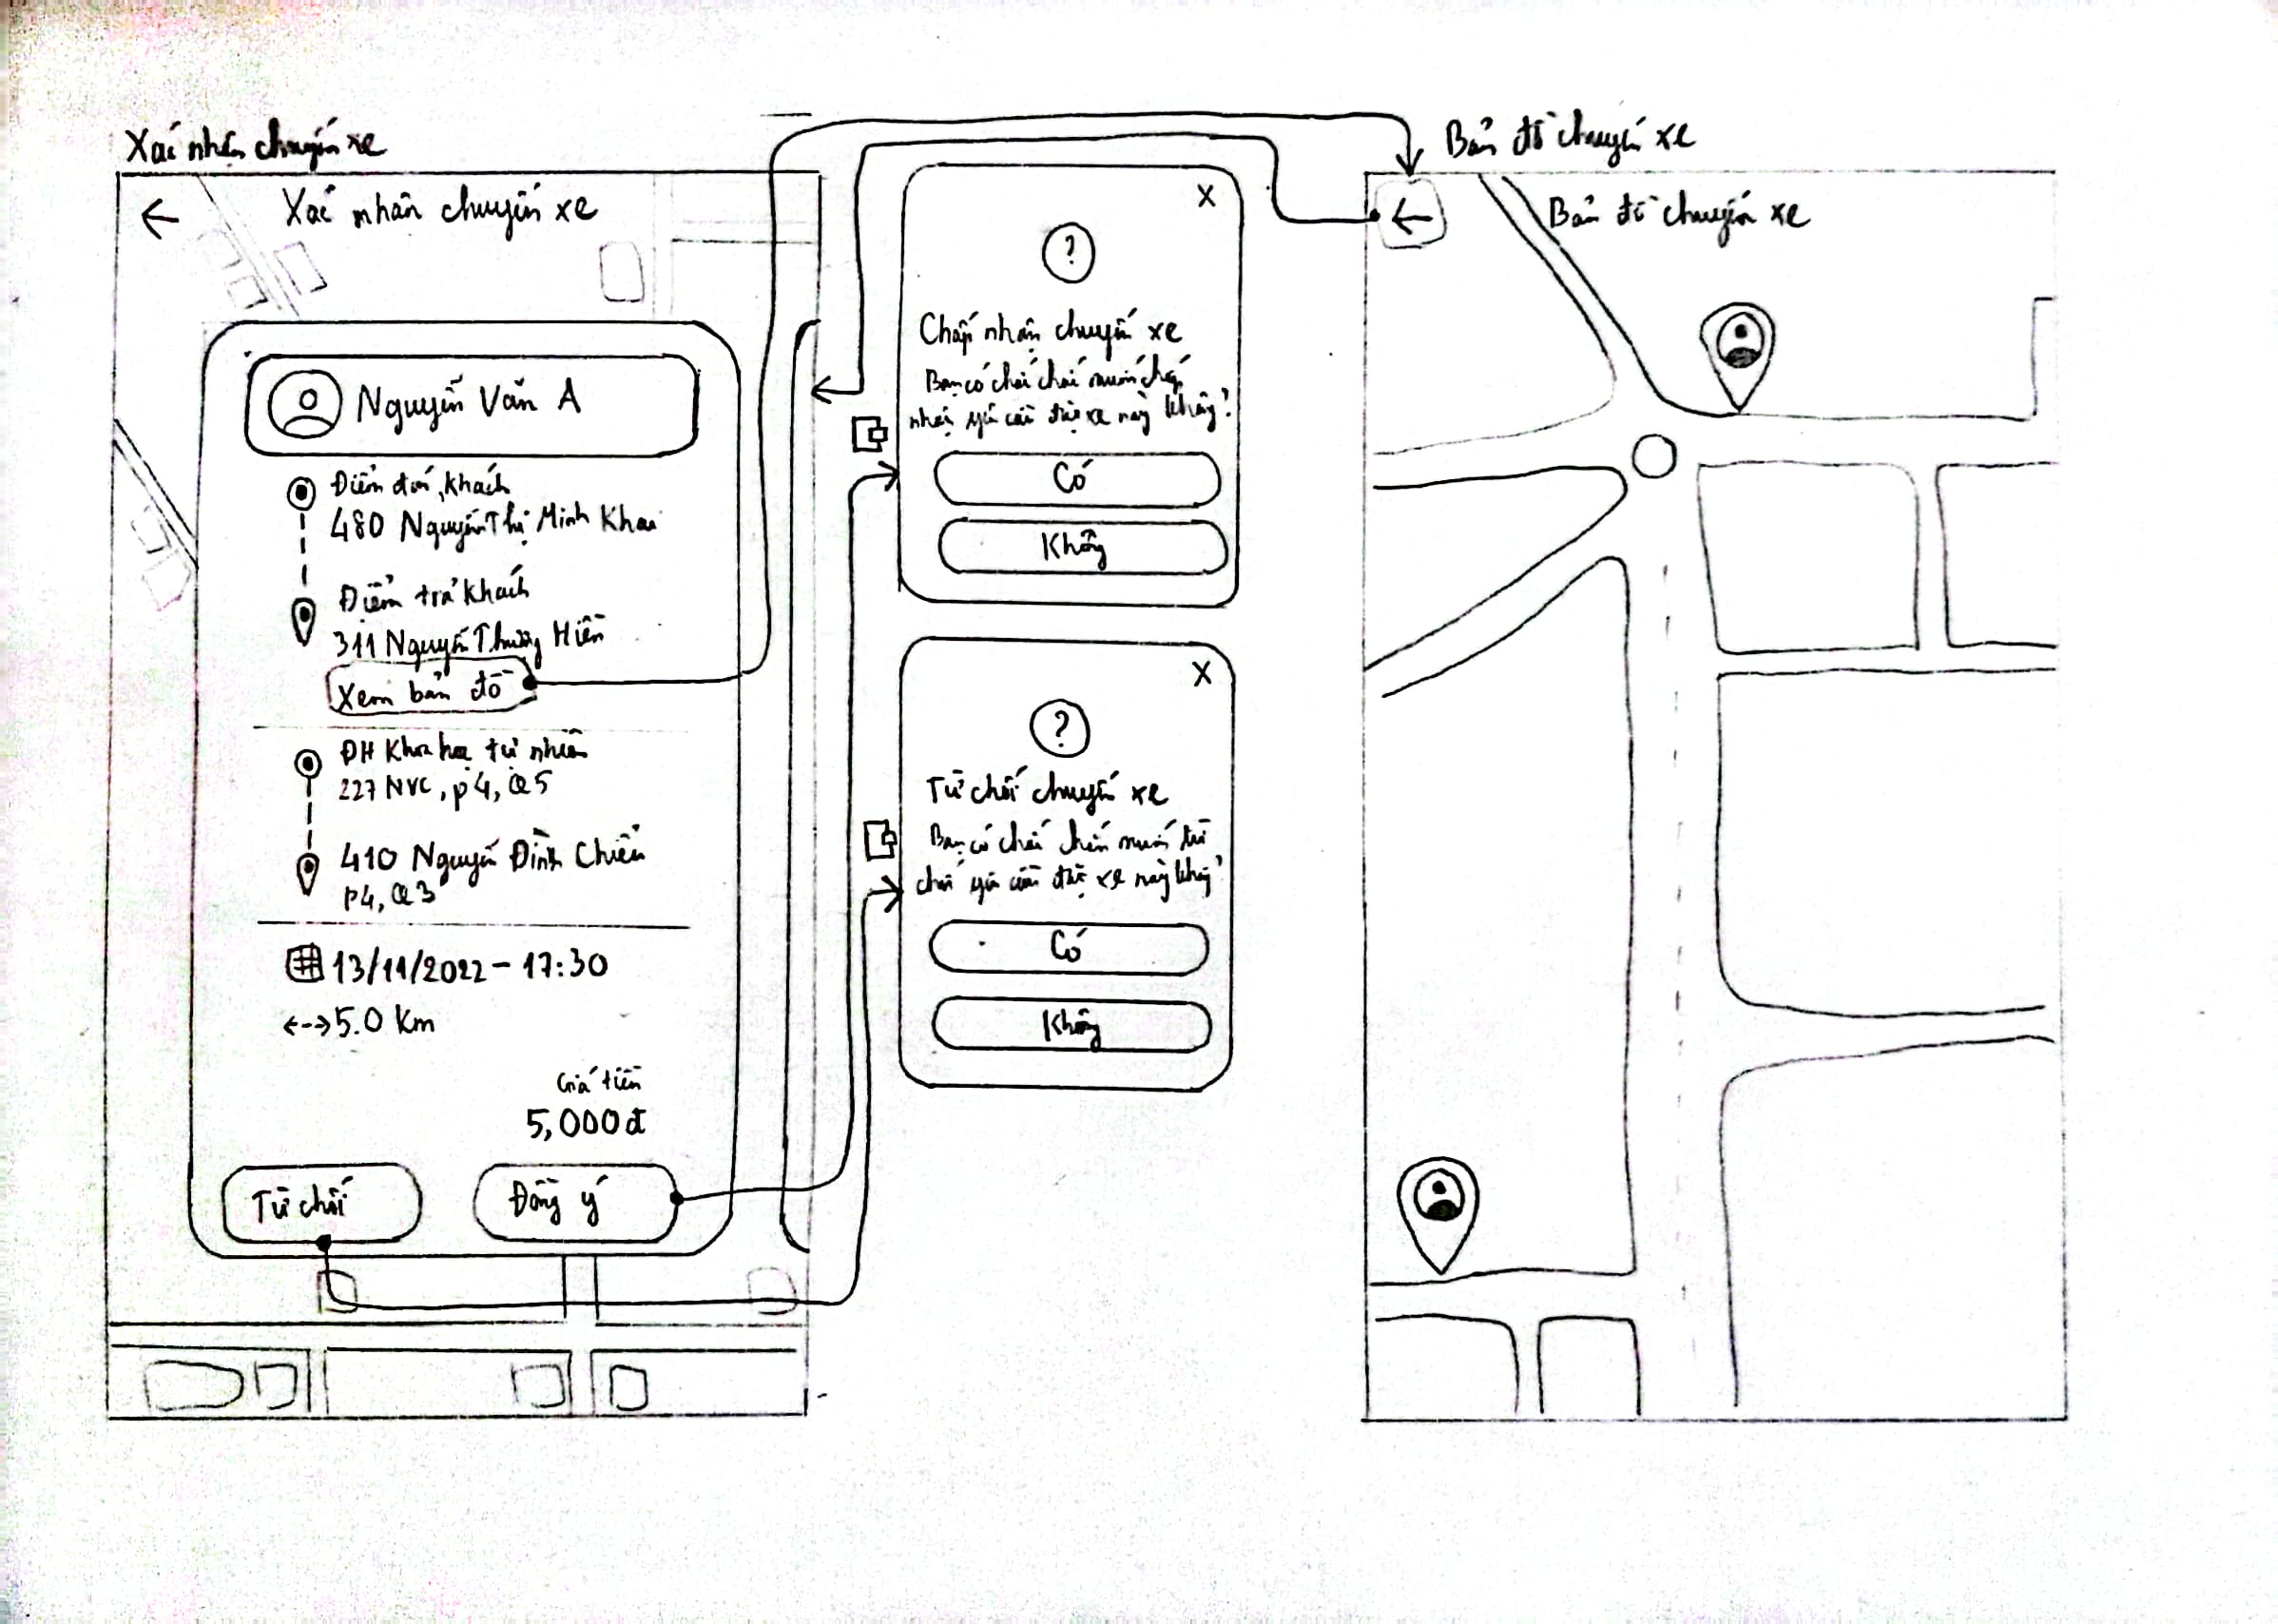 Xác nhận chuyến xe
Xác nhận chuyến xe
Nguyễn Văn A
Điểm đón khách
480 Nguyễn Thị Minh Khai
Điểm trả khách
311 Nguyễn Thượng Hiền
Xem bản đồ
ĐH Khoa học tự nhiên
227 NVC, p4, Q5
410 Nguyễn Đình Chiểu
P4, Q3
13/11/2022 - 17:30
5.0 Km
Giá tiền
5,000đ
Từ chối
Đồng ý
X
?
Chấp nhận chuyến xe
Bạn có chắc chắn muốn chấp
nhận yêu cầu đặt xe này không?
Có
Không
X
?
Từ chối chuyến xe
Bạn có chắc chắn muốn từ
chối yêu cầu đặt xe này không?
Có
Không
Bản đồ chuyến xe
Bản đồ chuyến xe